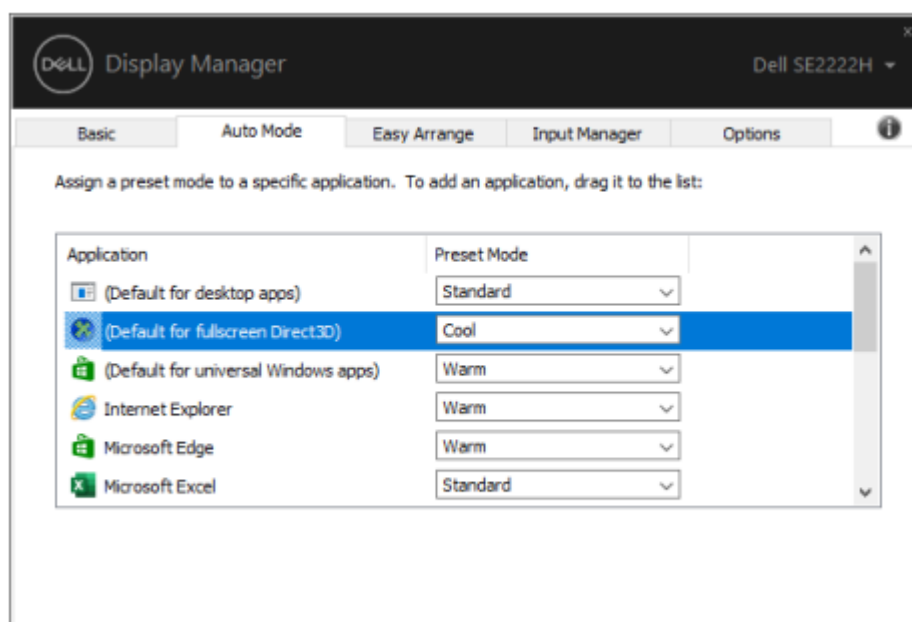 DELL Display Manager Dell SE2222H
Basic Auto Mode Easy Arrange Input Manager Options
Assign a preset mode to a specific application. To add an application, drag it to the list:
Application Preset Mode
(Default for desktop apps) Standard
(Default for fullscreen Direct3D) Cool
(Default for universal Windows apps) Warm
Internet Explorer Warm
Microsoft Edge Warm
Microsoft Excel Standard